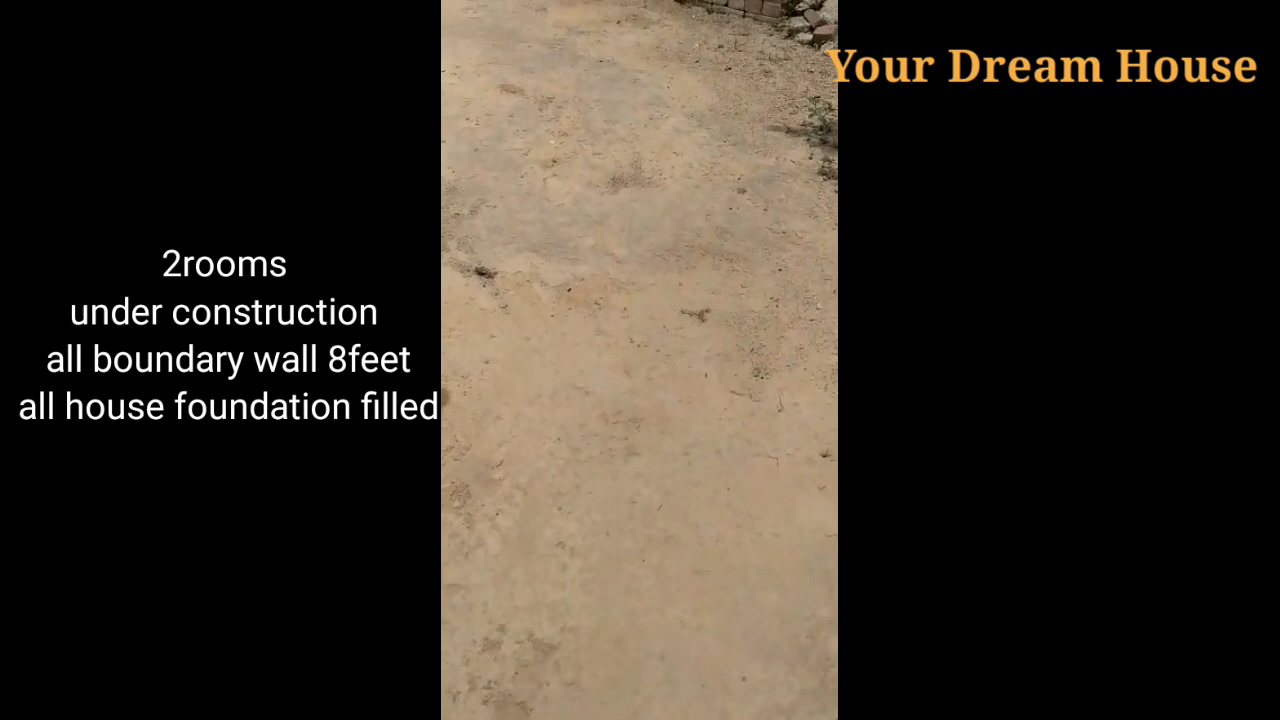 Your Dream House
2rooms
under construction
all boundary wall 8feet
all house foundation filled